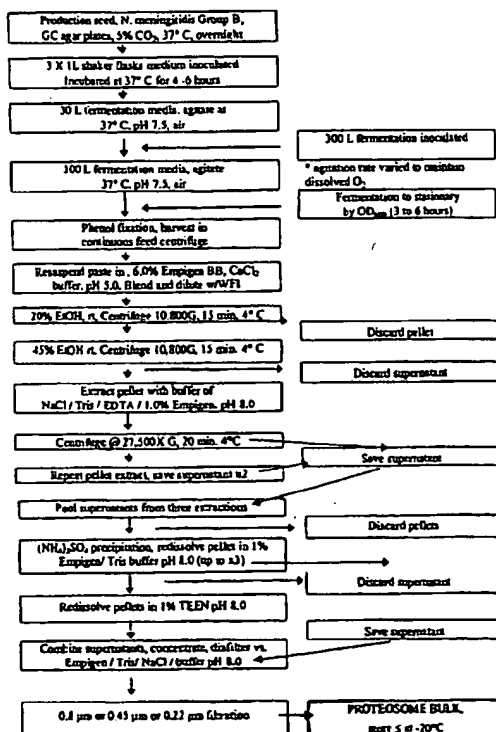 Production seed, N. meningitidis Group B,
GC agar plates, 5% CO₂, 37° C, overnight
3 X 1L shaker flasks medium inoculated
Incubated at 37° C for 4 -6 hours
30 L fermentation media, agitate at
37° C, pH 7.5, air
300 L fermentation inoculated
* agitation rate varied to maintain
dissolved O₂
300 L fermentation media, agitate
37° C, pH 7.5, air
Fermentation to stationary
by OD₆₀₀ (3 to 6 hours)
Phenol fixation, harvest in
continuous feed centrifuge
Resuspend paste in , 6.0% Empigen BB, CaCl₂
buffer, pH 5.0, Blend and dilute w/WFI
20% EtOH, rt, Centrifuge 10,800G, 15 min. 4° C
Discard pellet
45% EtOH rt, Centrifuge 10,800G, 15 min. 4° C
Discard supernatant
Extract pellet with buffer of
NaCl / Tris / EDTA / 1.0% Empigen, pH 8.0
Centrifuge @ 27,500 X G, 20 min. 4°C
Save supernatant
Repeat pellet extract, save supernatant x2
Pool supernatants from three extractions
Discard pellets
(NH₄)₂SO₄ precipitation, redissolve pellet in 1%
Empigen/ Tris buffer pH 8.0 (up to x3)
Discard supernatant
Redissolve pellets in 1% TEEN pH 8.0
Save supernatant
Combine supernatants, concentrate, diafilter vs.
Empigen / Tris/ NaCl / buffer pH 8.0
0.8 µm or 0.45 µm or 0.22 µm filtration
PROTEOSOME BULK,
store ≤ at -20°C